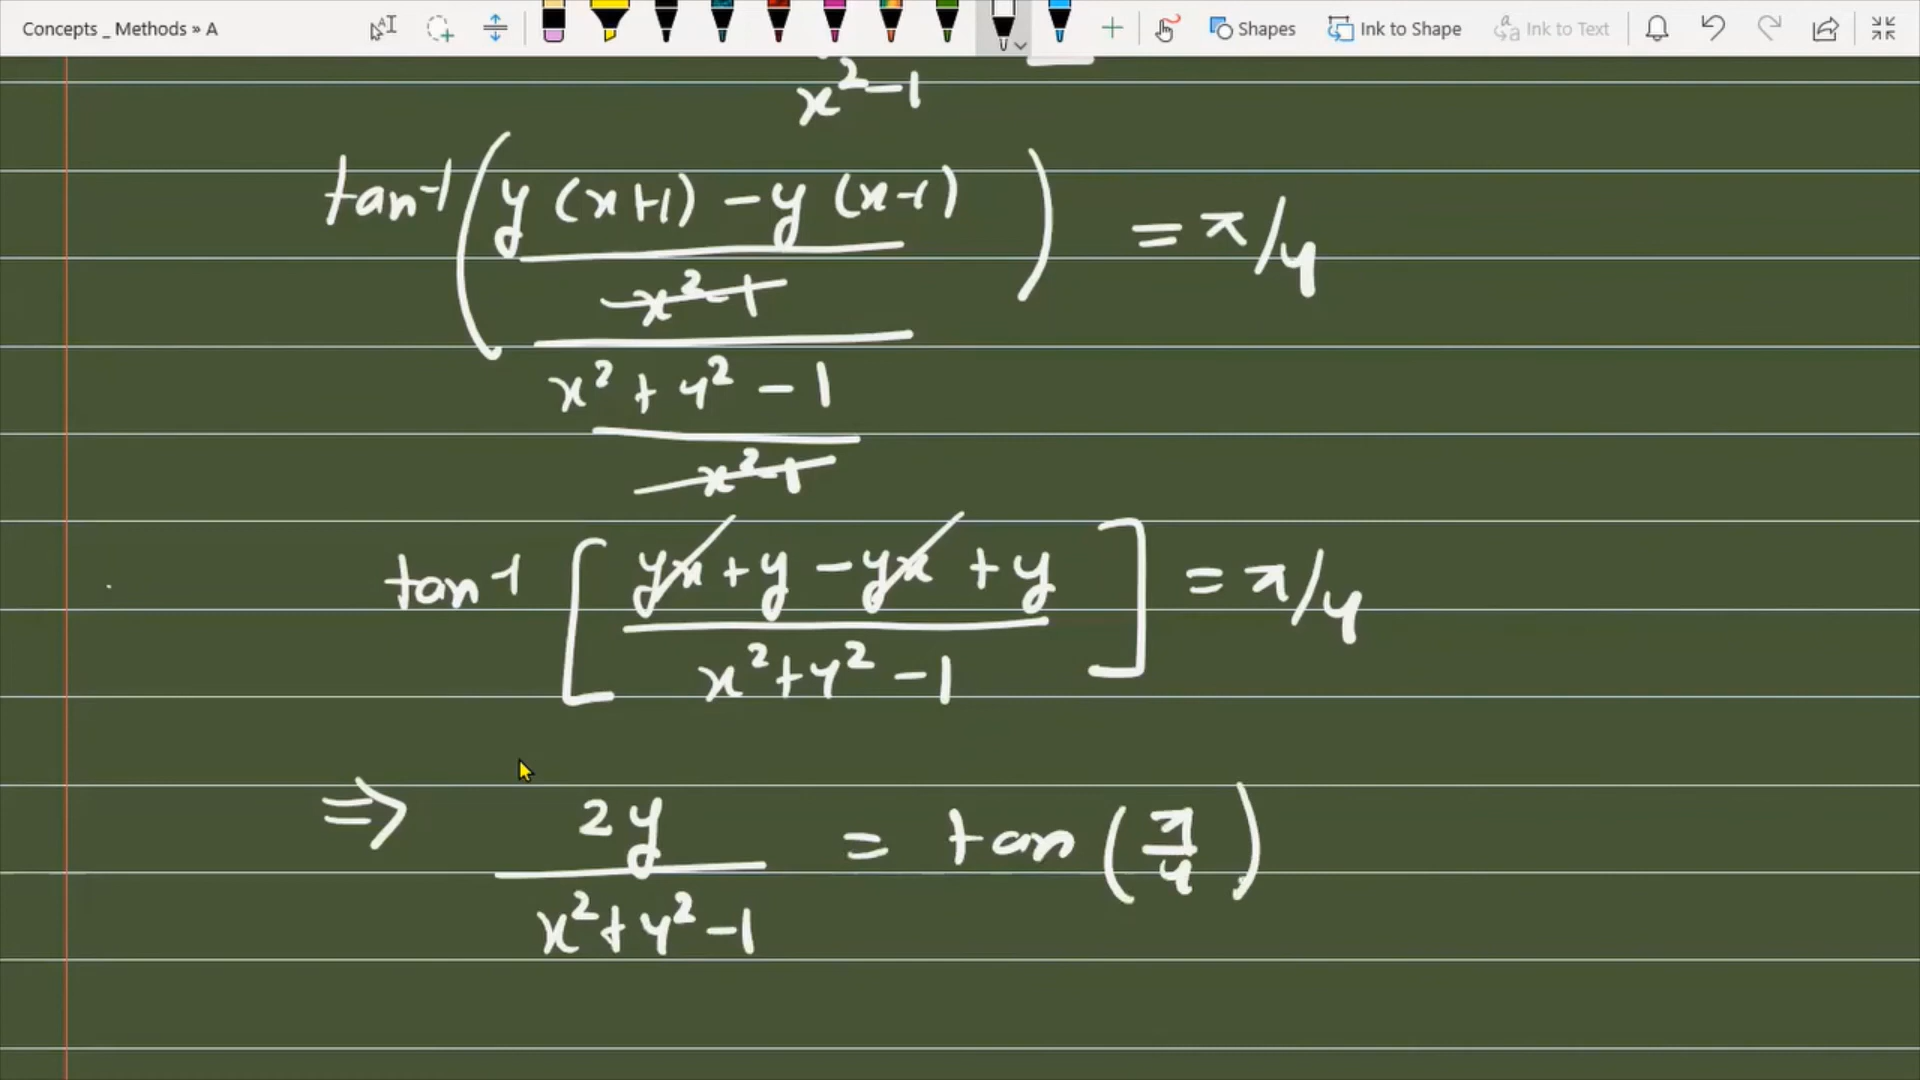 Concepts _ Methods » A
Shapes
Ink to Shape
Ink to Text
x²-1
tan⁻¹(y (x+1) - y (x-1) = π/4
x²-1
x² + y² - 1
x²-1
tan⁻¹ [yx + y - yx + y] = π/4
x² + y² - 1
⇒ 2y = tan (π/4)
x² + y² - 1